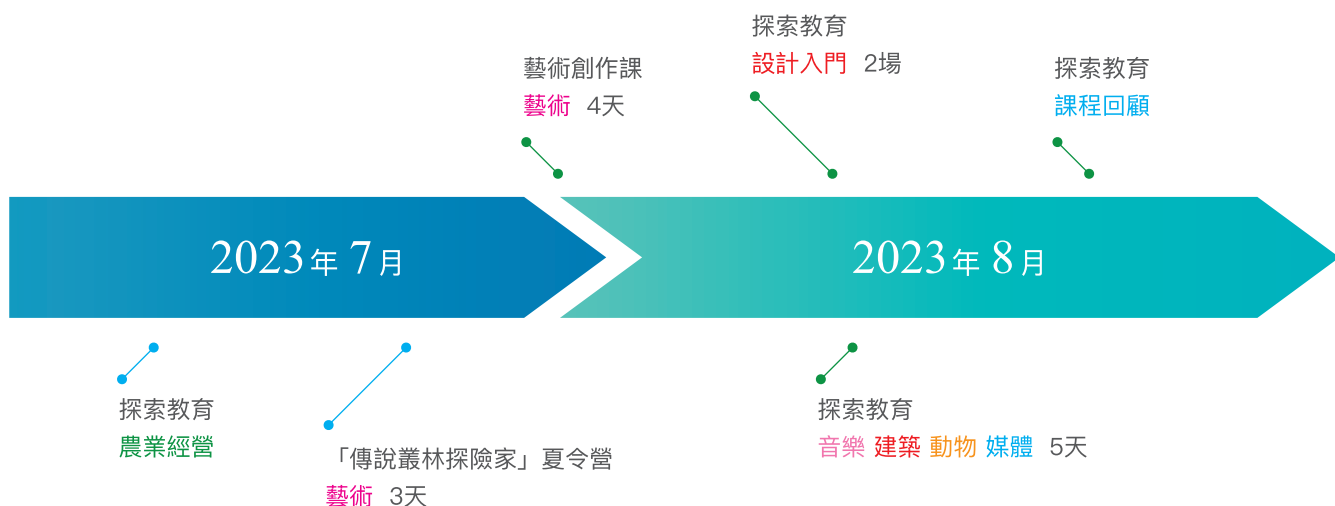 探索教育
設計入門 2場
藝術創作課
藝術 4天
探索教育
課程回顧
2023年 7月
2023年 8月
探索教育
農業經營
「傳說叢林探險家」夏令營
藝術 3天
探索教育
音樂 建築 動物 媒體 5天